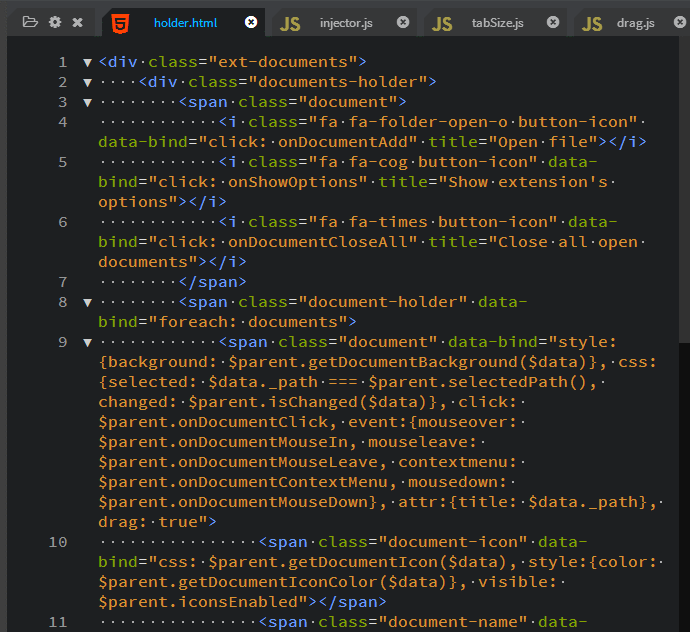 holder.html injector.js tabSize.js drag.js
1 <div class="ext-documents">
2 <div class="documents-holder">
3 <span class="document">
4 <i class="fa fa-folder-open-o button-icon"
data-bind="click: onDocumentAdd" title="Open file"></i>
5 <i class="fa fa-cog button-icon" data-
bind="click: onShowOptions" title="Show extension's
options"></i>
6 <i class="fa fa-times button-icon" data-
bind="click: onDocumentCloseAll" title="Close all open
documents"></i>
7 </span>
8 <span class="document-holder" data-
bind="foreach: documents">
9 <span class="document" data-bind="style:
{background: $parent.getDocumentBackground($data)}, css:
{selected: $data._path === $parent.selectedPath(),
changed: $parent.isChanged($data)}, click:
$parent.onDocumentClick, event:{mouseover:
$parent.onDocumentMouseIn, mouseleave:
$parent.onDocumentMouseLeave, contextmenu:
$parent.onDocumentContextMenu, mousedown:
$parent.onDocumentMouseDown}, attr:{title: $data._path},
drag: true">
10 <span class="document-icon" data-
bind="css: $parent.getDocumentIcon($data), style:{color:
$parent.getDocumentIconColor($data)}, visible:
$parent.iconsEnabled"></span>
11 <span class="document-name" data-